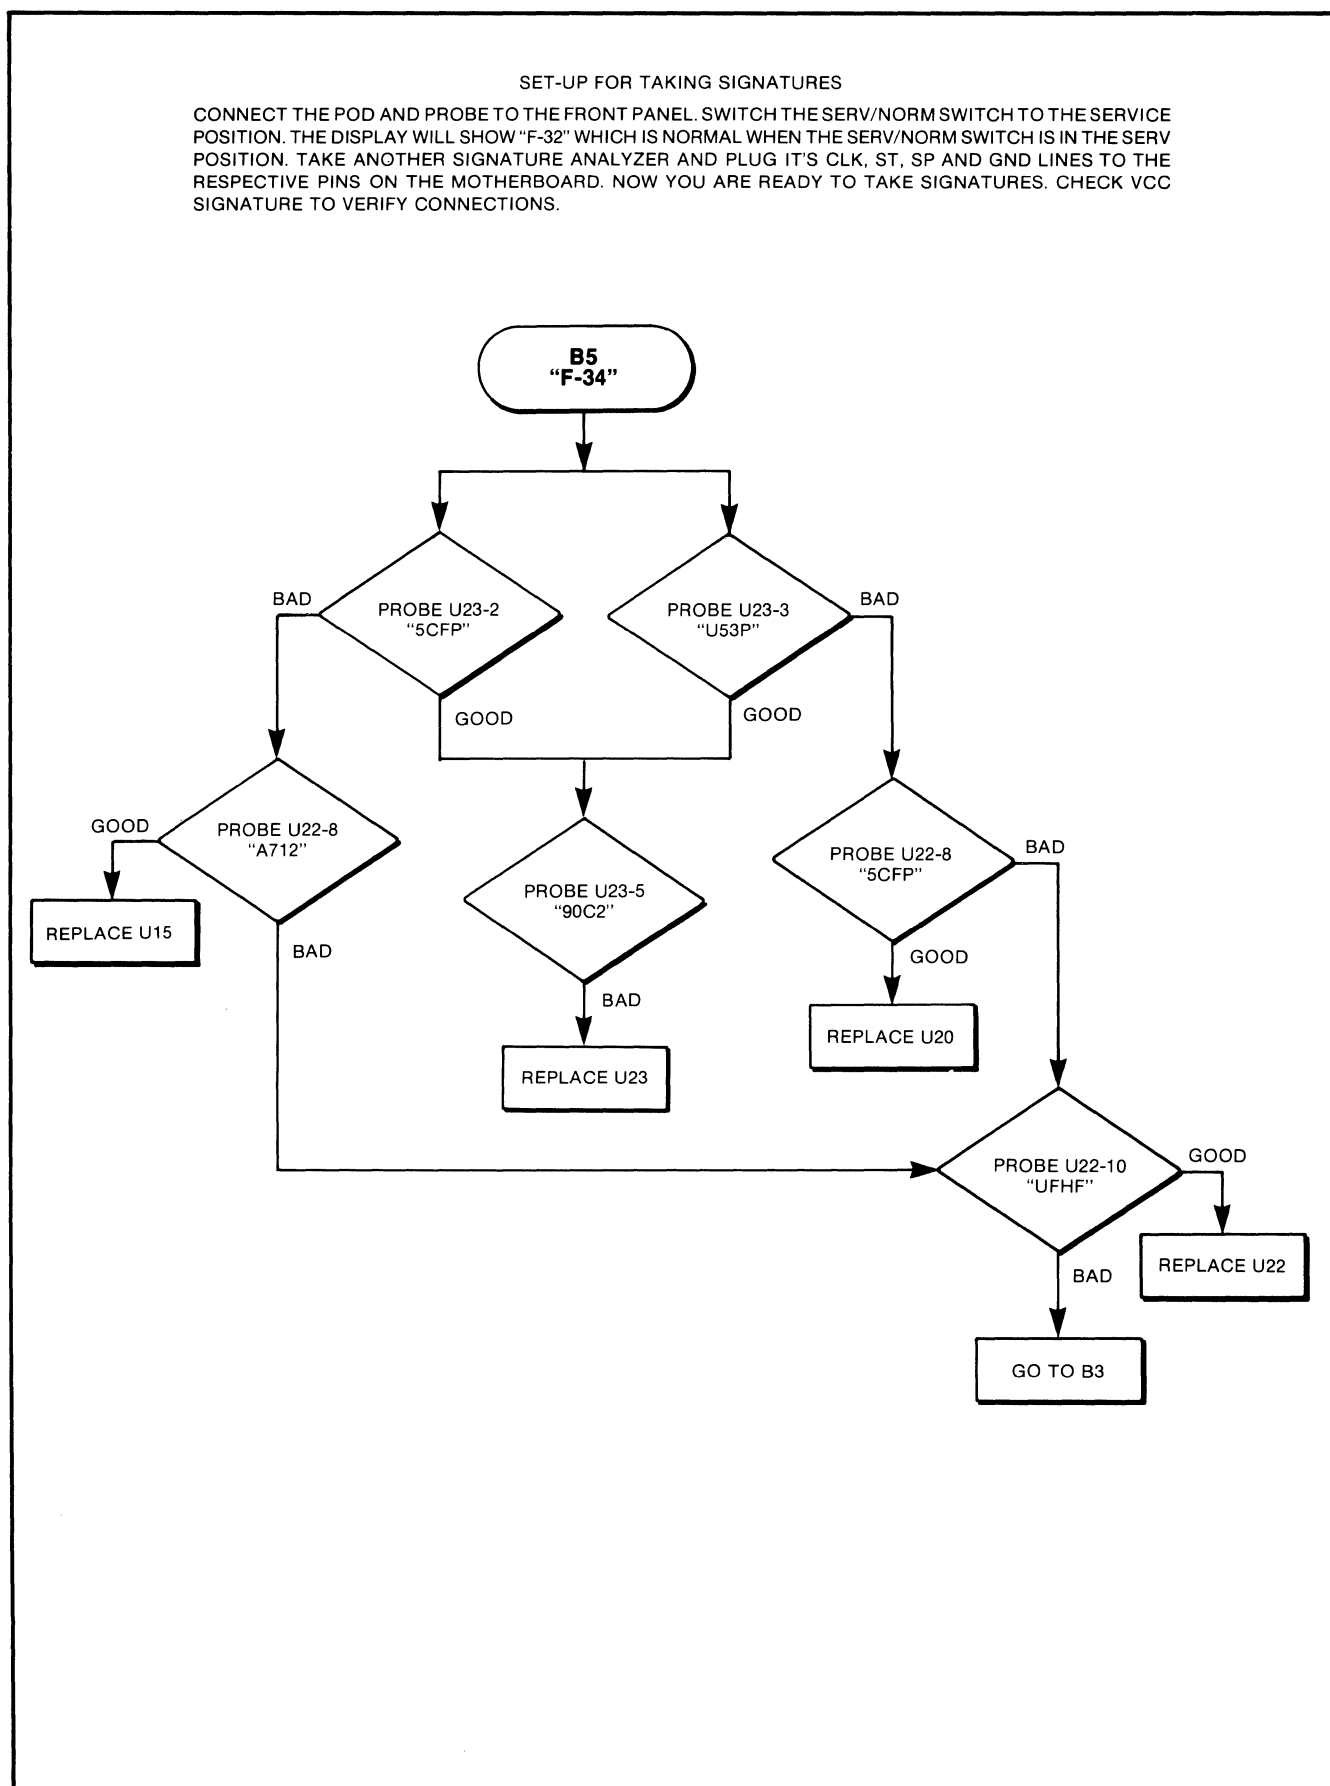 SET-UP FOR TAKING SIGNATURES
CONNECT THE POD AND PROBE TO THE FRONT PANEL. SWITCH THE SERV/NORM SWITCH TO THE SERVICE
POSITION. THE DISPLAY WILL SHOW “F-32” WHICH IS NORMAL WHEN THE SERV/NORM SWITCH IS IN THE SERV
POSITION. TAKE ANOTHER SIGNATURE ANALYZER AND PLUG IT'S CLK, ST, SP AND GND LINES TO THE
RESPECTIVE PINS ON THE MOTHERBOARD. NOW YOU ARE READY TO TAKE SIGNATURES. CHECK VCC
SIGNATURE TO VERIFY CONNECTIONS.
B5
“F-34”
BAD
PROBE U23-2
“5CFP”
GOOD
PROBE U23-3
“U53P”
BAD
GOOD
GOOD
PROBE U22-8
“A712”
BAD
REPLACE U15
PROBE U23-5
“90C2”
BAD
REPLACE U23
PROBE U22-8
“5CFP”
BAD
GOOD
REPLACE U20
PROBE U22-10
“UFHF”
GOOD
REPLACE U22
BAD
GO TO B3